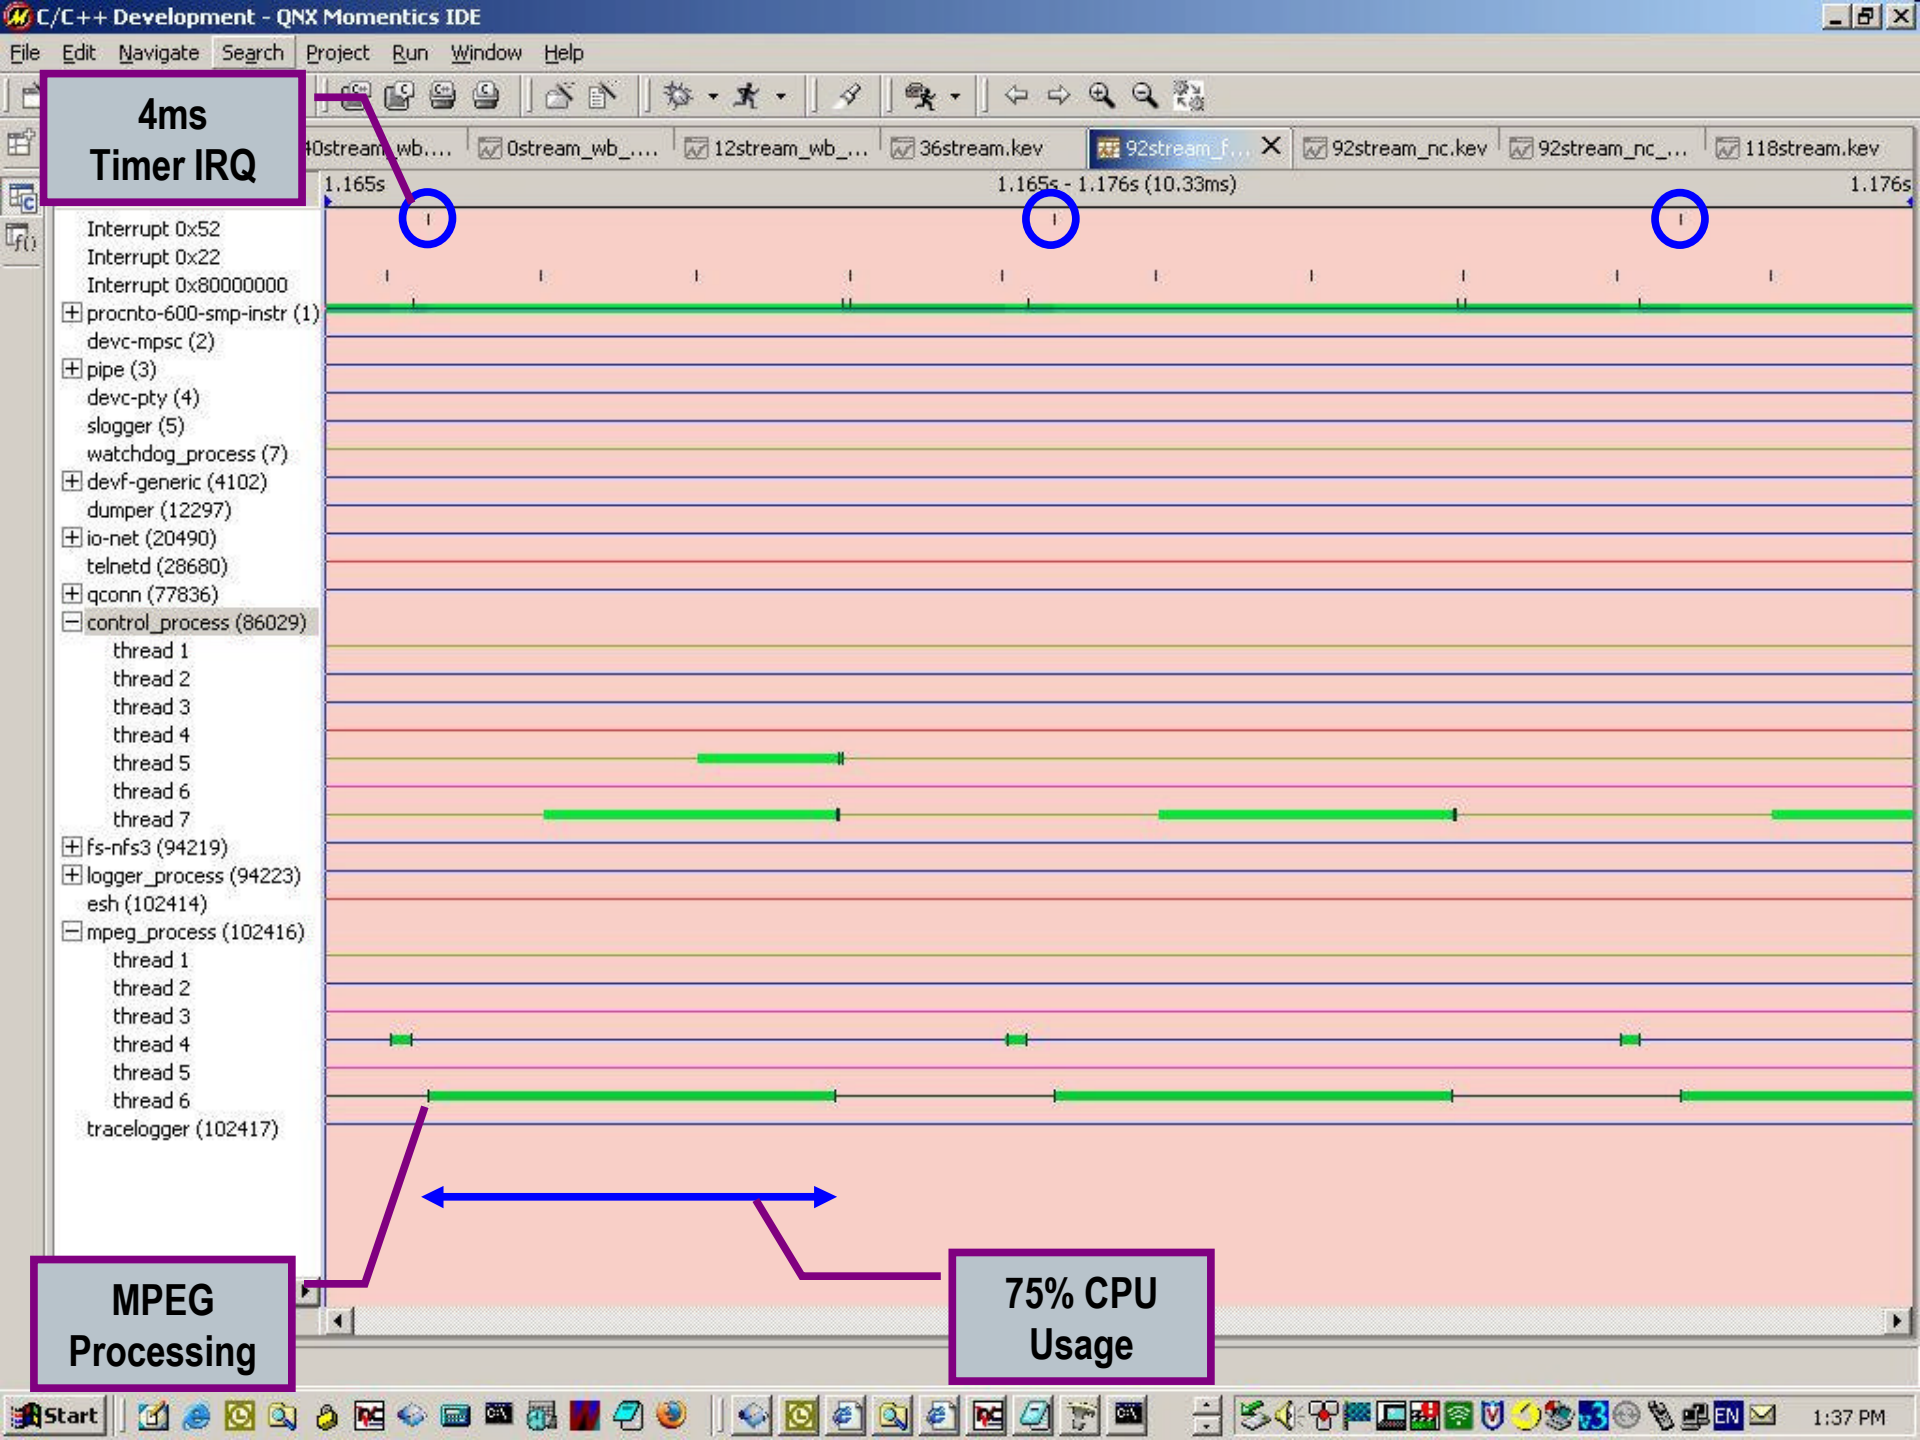 C/C++ Development - QNX Momentics IDE
File Edit Navigate Search Project Run Window Help
4ms
Timer IRQ
40stream_wb.... 0stream_wb_.... 12stream_wb_... 36stream.kev 92stream_f... 92stream_nc.kev 92stream_nc_... 118stream.kev
1.165s 1.165s - 1.176s (10.33ms) 1.176s
Interrupt 0x52
Interrupt 0x22
Interrupt 0x80000000
procnto-600-smp-instr (1)
devc-mpsc (2)
pipe (3)
devc-pty (4)
slogger (5)
watchdog_process (7)
devf-generic (4102)
dumper (12297)
io-net (20490)
telnetd (28680)
qconn (77836)
control_process (86029)
thread 1
thread 2
thread 3
thread 4
thread 5
thread 6
thread 7
fs-nfs3 (94219)
logger_process (94223)
esh (102414)
mpeg_process (102416)
thread 1
thread 2
thread 3
thread 4
thread 5
thread 6
tracelogger (102417)
MPEG
Processing
75% CPU
Usage
Start EN 1:37 PM